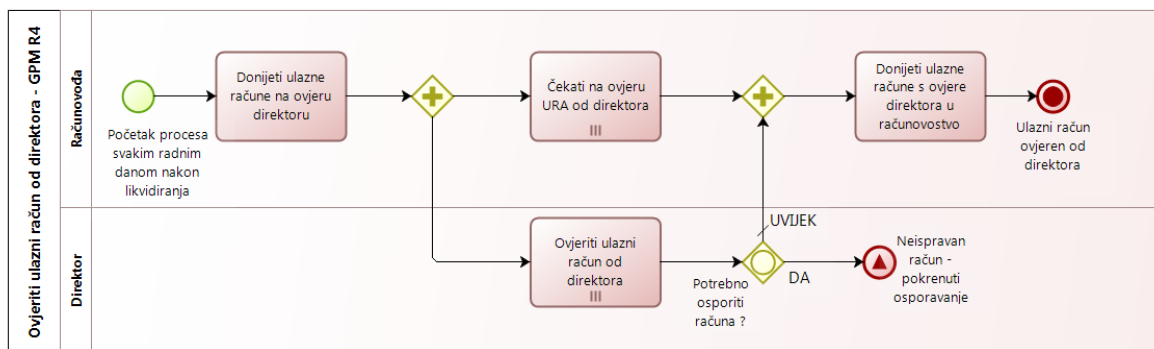 Ovjeriti ulazni račun od direktora - GPM R4
Računovođa
Početak procesa
svakim radnim
danom nakon
likvidiranja
Donijeti ulazne
račune na ovjeru
direktoru
Čekati na ovjeru
URA od direktora
Donijeti ulazne
račune s ovjere
direktora u
računovostvo
Ulazni račun
ovjeren od
direktora
Direktor
Ovjeriti ulazni
račun od
direktora
Potrebno
osporiti
računa ?
UVIJEK
DA
Neispravan
račun -
pokrenuti
osporavanje